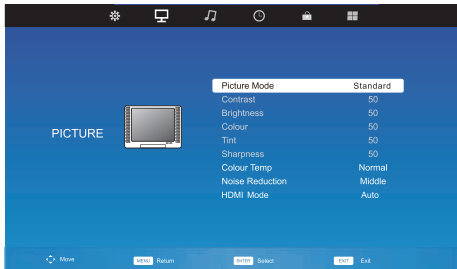 Picture Mode Standard
Contrast 50
Brightness 50
Colour 50
PICTURE
Tint 50
Sharpness 50
Colour Temp Normal
Noise Reduction Middle
HDMI Mode Auto
Move MENU Return ENTER Select EXIT Exit